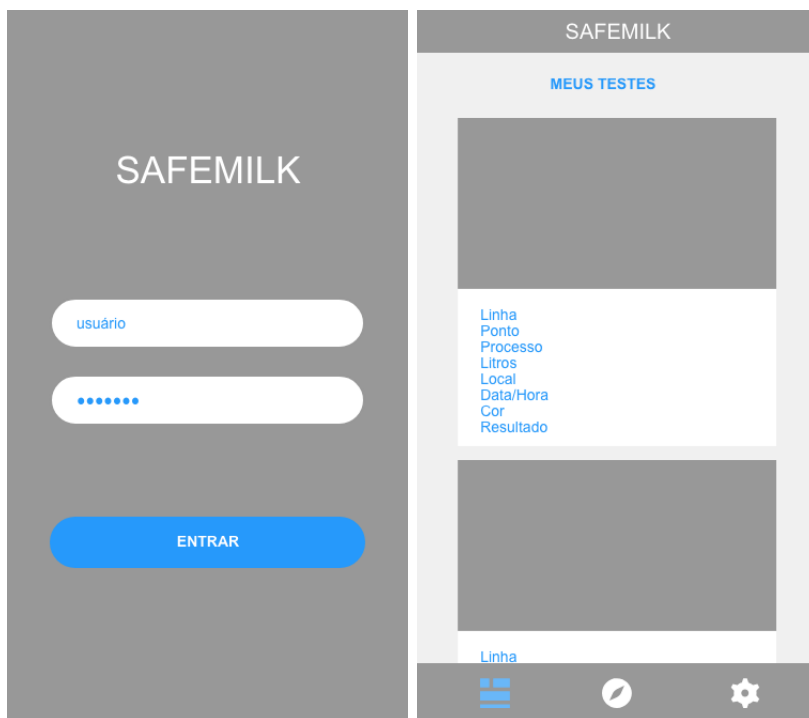 SAFEMILK
usuário
•••••••
ENTRAR
SAFEMILK
MEUS TESTES
Linha
Ponto
Processo
Litros
Local
Data/Hora
Cor
Resultado
Linha